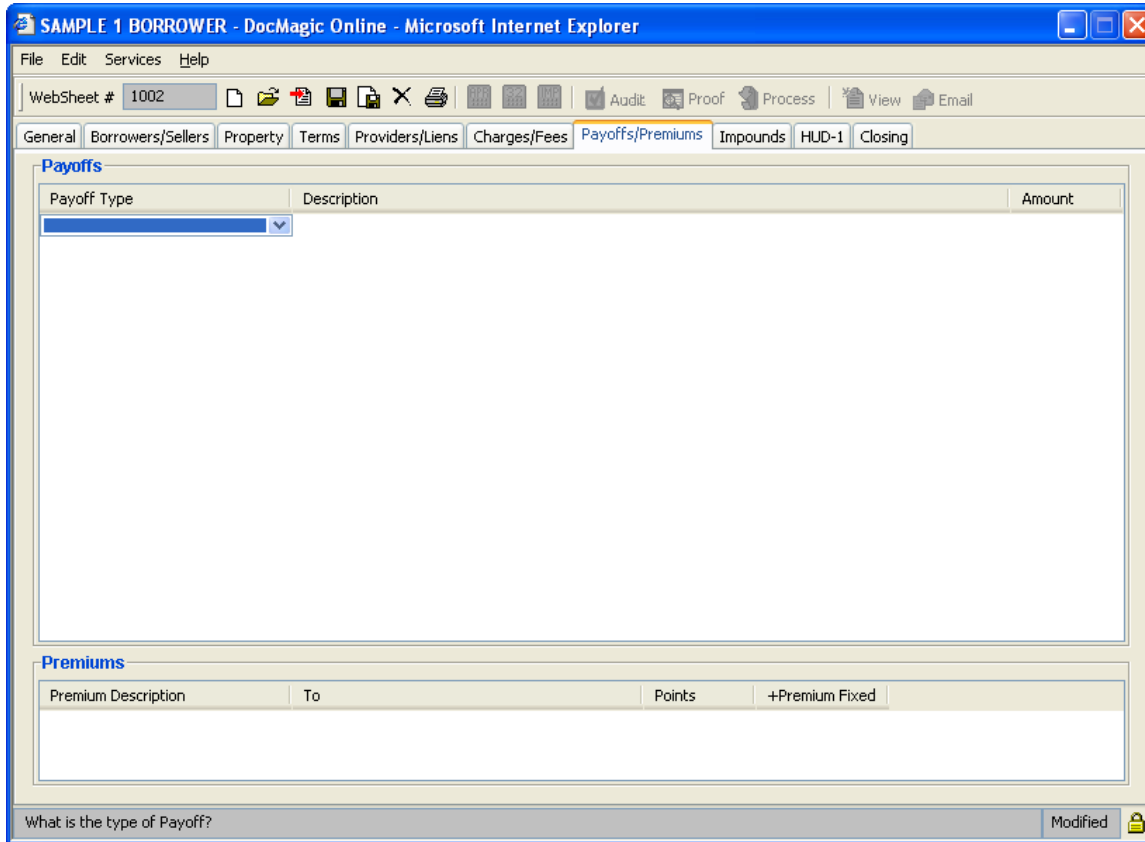 SAMPLE 1 BORROWER - DocMagic Online - Microsoft Internet Explorer
File Edit Services Help
WebSheet # 1002 Audit Proof Process View Email
General Borrowers/Sellers Property Terms Providers/Liens Charges/Fees Payoffs/Premiums Impounds HUD-1 Closing
Payoffs
Payoff Type Description Amount
Premiums
Premium Description To Points +Premium Fixed
What is the type of Payoff? Modified